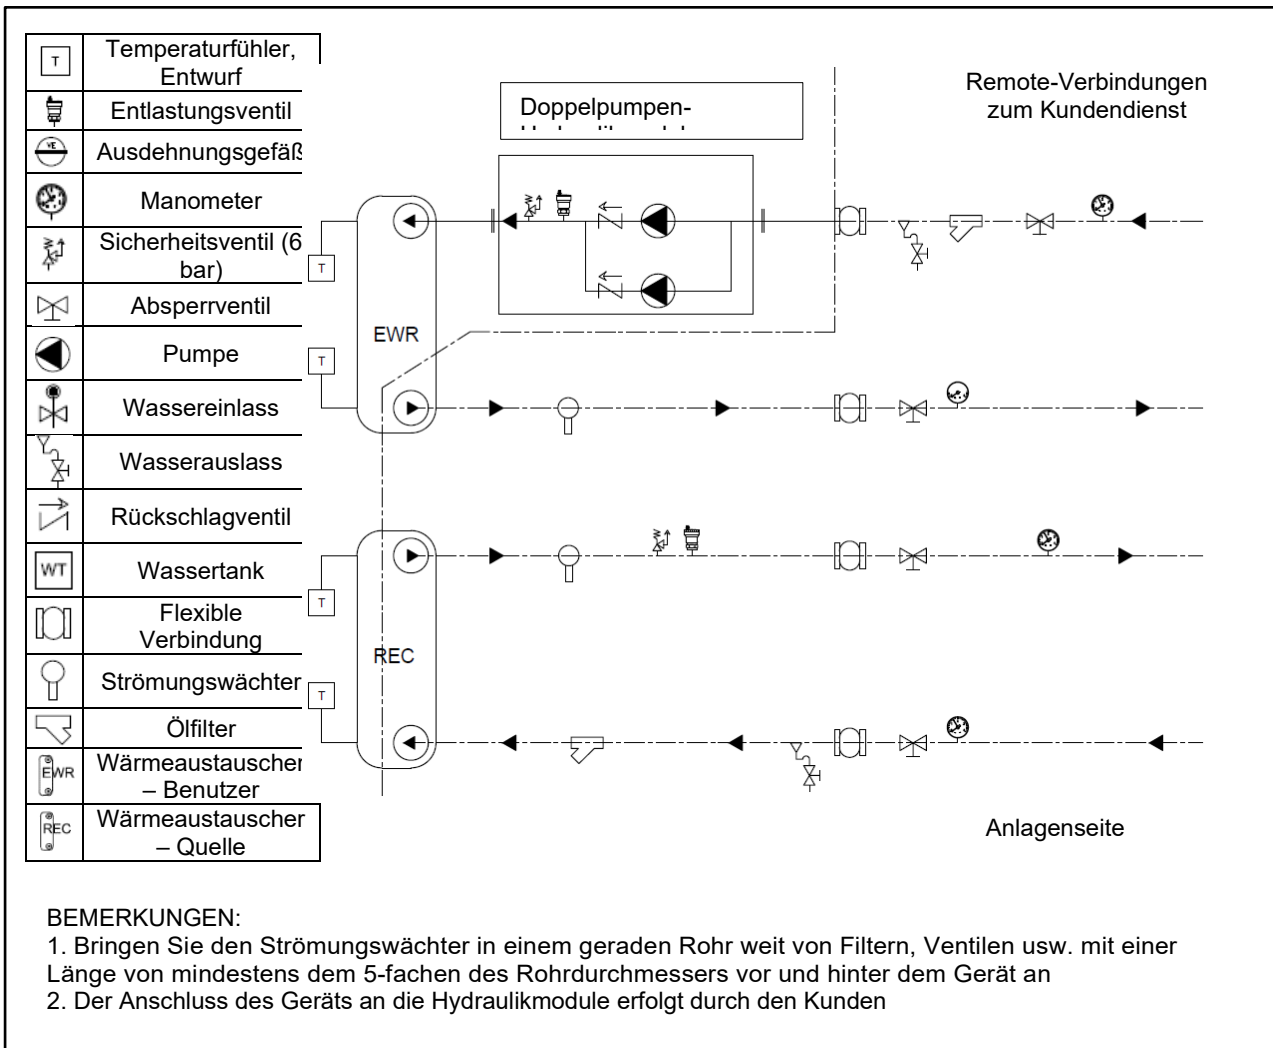 T
Temperaturfühler,
Entwurf
Entlastungsventil
VE
Ausdehnungsgefäß
Manometer
Sicherheitsventil (6
bar)
Absperrventil
Pumpe
Wassereinlass
Wasserauslass
Rückschlagventil
WT
Wassertank
Flexible
Verbindung
Strömungswächter
Ölfilter
EWR
Wärmeaustauscher
– Benutzer
REC
Wärmeaustauscher
– Quelle
Doppelpumpen-
Remote-Verbindungen
zum Kundendienst
T
EWR
T
T
REC
T
Anlagenseite
BEMERKUNGEN:
1. Bringen Sie den Strömungswächter in einem geraden Rohr weit von Filtern, Ventilen usw. mit einer
Länge von mindestens dem 5-fachen des Rohrdurchmessers vor und hinter dem Gerät an
2. Der Anschluss des Geräts an die Hydraulikmodule erfolgt durch den Kunden